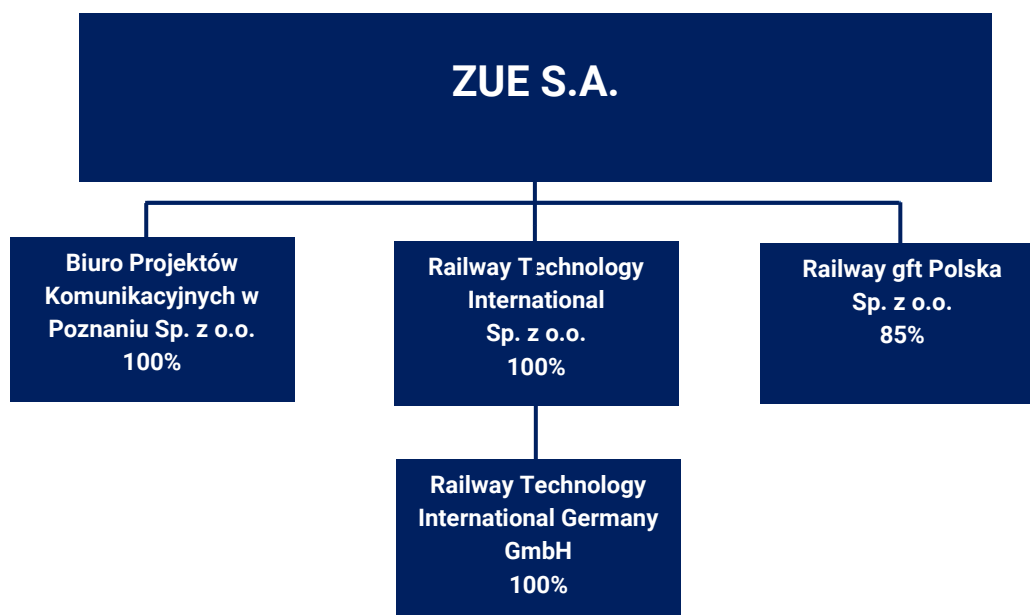 ZUE S.A.
Biuro Projektów
Komunikacyjnych w
Poznaniu Sp. z o.o.
100%
Railway Technology
International
Sp. z o.o.
100%
Railway gft Polska
Sp. z o.o.
85%
Railway Technology
International Germany
GmbH
100%